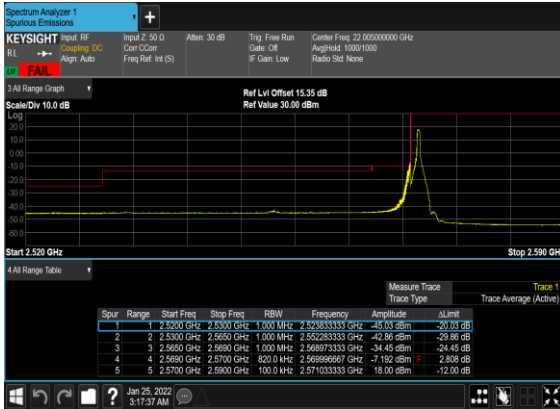 Spectrum Analyzer 1
Spurious Emissions
KEYSIGHT Input: RF Input Z: 50 Ω Atten: 30 dB Trig: Free Run Center Freq: 22.005000000 GHz
RL Coupling: DC Corr CCorr Gate: Off Avg|Hold: 1000/1000
Align: Auto Freq Ref: Int (S) IF Gain: Low Radio Std: None
FAIL
3 All Range Graph
Ref Lvl Offset 15.35 dB
Scale/Div 10.0 dB Ref Value 30.00 dBm
Log
20.0
10.0
0.00
-10.0
-20.0
-30.0
-40.0
-50.0
-60.0
Start 2.520 GHz Stop 2.590 GH
4 All Range Table
Measure Trace Trace 1
Trace Type Trace Average (Active)
Spur Range Start Freq Stop Freq RBW Frequency Amplitude ΔLimit
1 1 2.5200 GHz 2.5300 GHz 1.000 MHz 2.523833333 GHz -45.03 dBm -20.03 dB
2 2 2.5300 GHz 2.5650 GHz 1.000 MHz 2.552283333 GHz -42.86 dBm -29.86 dB
3 3 2.5650 GHz 2.5690 GHz 1.000 MHz 2.568973333 GHz -34.45 dBm -24.45 dB
4 4 2.5690 GHz 2.5700 GHz 820.0 kHz 2.569996667 GHz -7.192 dBm F 2.808 dB
5 5 2.5700 GHz 2.5900 GHz 100.0 kHz 2.571033333 GHz 18.00 dBm -12.00 dB
Jan 25, 2022
3:17:37 AM